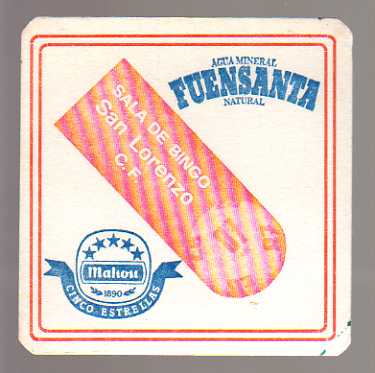 AGUA MINERAL
FUENSANTA
NATURAL
SALA DE BINGO
San Lorenzo
C.F.
Mahou
1890
CINCO ESTRELLAS